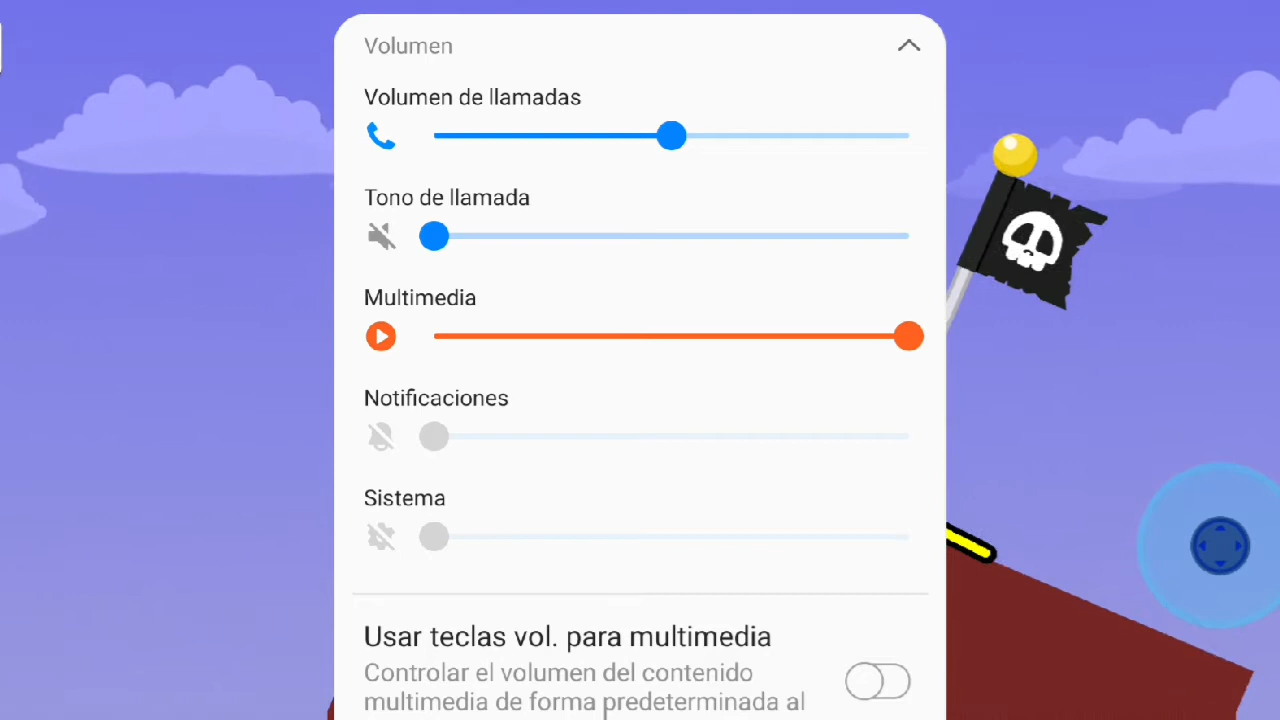 Volumen
Volumen de llamadas
Tono de llamada
Multimedia
Notificaciones
Sistema
Usar teclas vol. para multimedia
Controlar el volumen del contenido
multimedia de forma predeterminada al